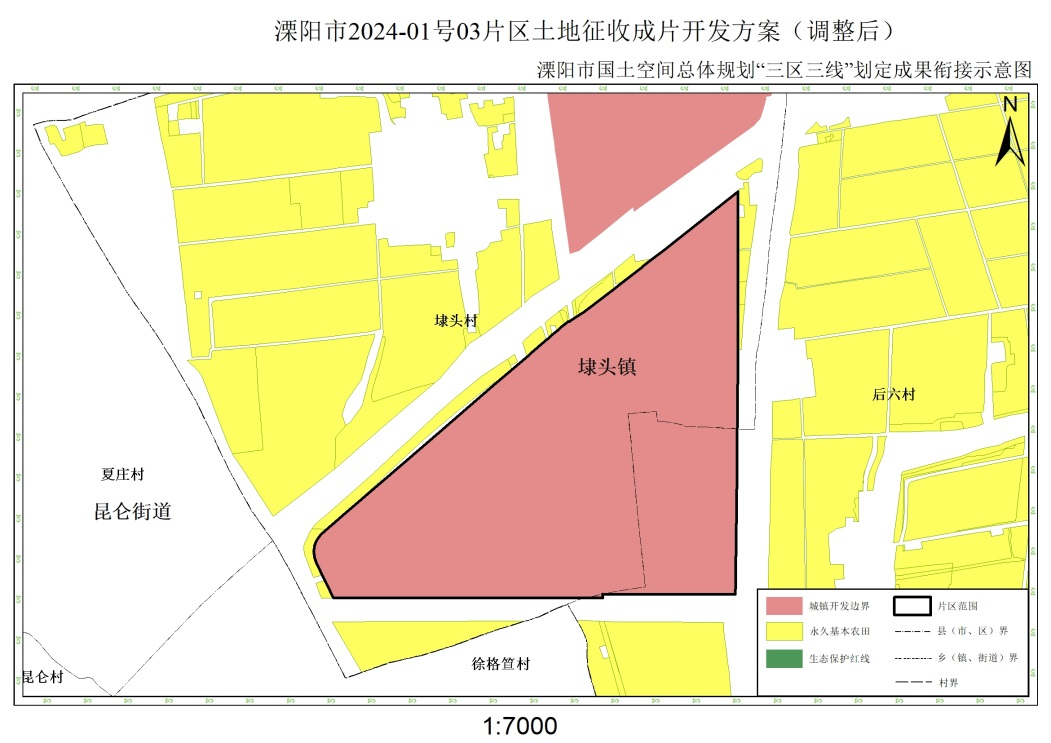 溧阳市2024-01号03片区土地征收成片开发方案（调整后）
溧阳市国土空间总体规划“三区三线”划定成果衔接示意图
N
埭头村
埭头镇
后六村
夏庄村
昆仑街道
徐格笪村
昆仑村
城镇开发边界
片区范围
永久基本农田
县（市、区）界
生态保护红线
乡（镇、街道）界
村界
1:7000